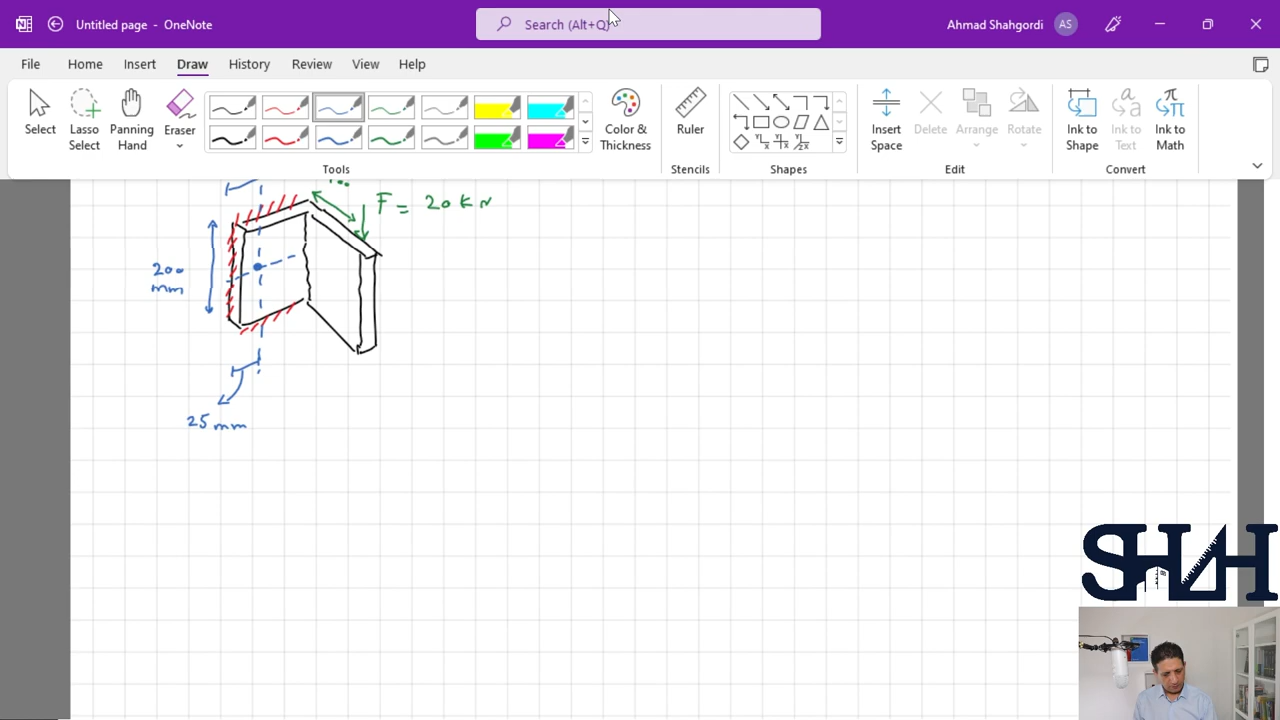 Untitled page - OneNote
Search (Alt+Q)
Ahmad Shahgordi
AS
File
Home
Insert
Draw
History
Review
View
Help
Select
Lasso
Select
Panning
Hand
Eraser
Color &
Thickness
Ruler
Insert
Space
Delete
Arrange
Rotate
Ink to
Shape
Ink to
Text
Ink to
Math
Tools
Stencils
Shapes
Edit
Convert
F = 20 kN
200
mm
25 mm